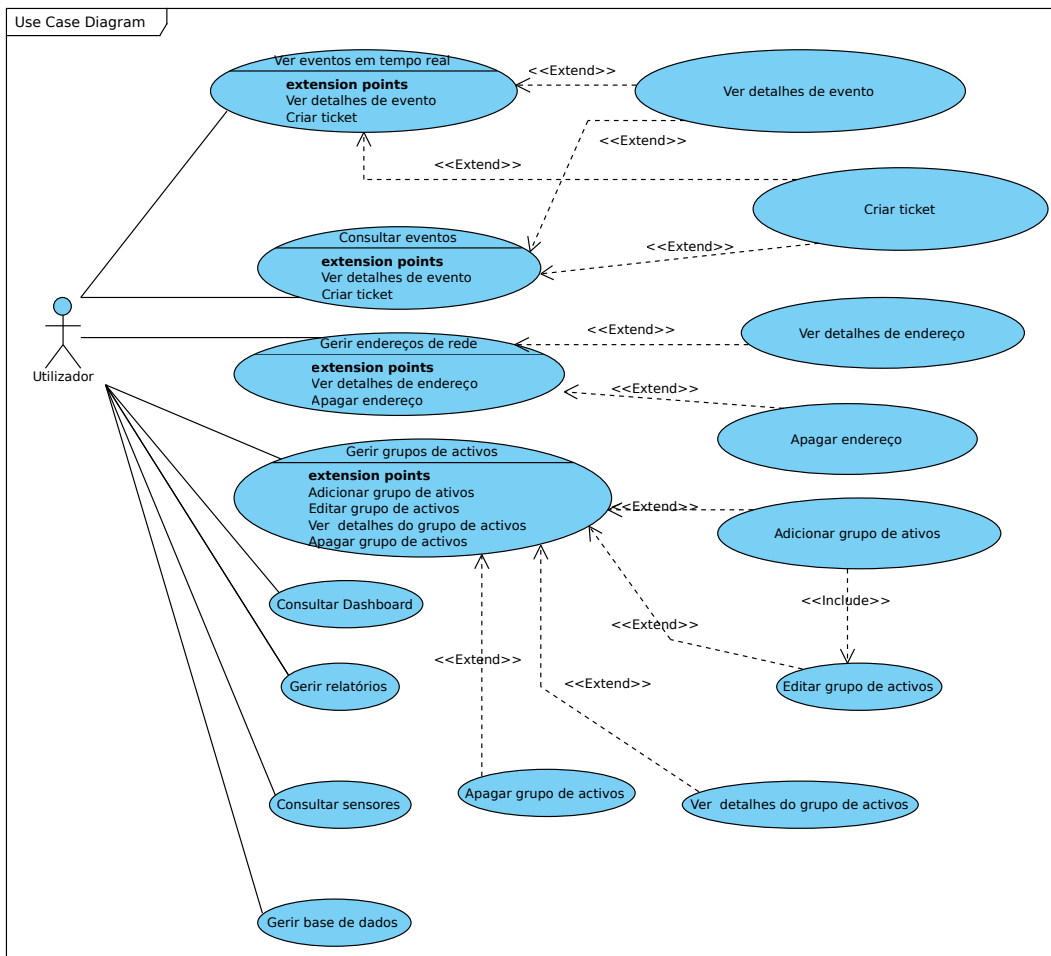 Use Case Diagram
Ver eventos em tempo real
extension points
Ver detalhes de evento
Criar ticket
<<Extend>>
Ver detalhes de evento
<<Extend>>
<<Extend>>
Criar ticket
Consultar eventos
extension points
Ver detalhes de evento
Criar ticket
<<Extend>>
Utilizador
Gerir endereços de rede
extension points
Ver detalhes de endereço
Apagar endereço
<<Extend>>
Ver detalhes de endereço
<<Extend>>
Apagar endereço
Gerir grupos de activos
extension points
Adicionar grupo de ativos
Editar grupo de activos
Ver  detalhes do grupo de activos
Apagar grupo de activos
<<Extend>>
Adicionar grupo de ativos
<<Include>>
<<Extend>>
Editar grupo de activos
<<Extend>>
<<Extend>>
Consultar Dashboard
Gerir relatórios
Consultar sensores
Apagar grupo de activos
Ver  detalhes do grupo de activos
Gerir base de dados